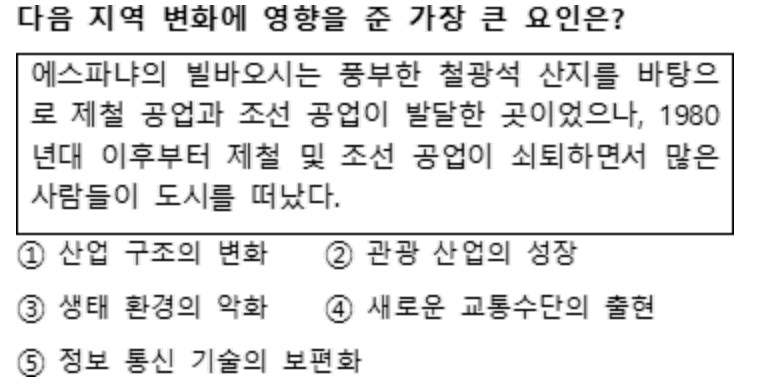 다음 지역 변화에 영향을 준 가장 큰 요인은?
에스파냐의 빌바오시는 풍부한 철광석 산지를 바탕으
로 제철 공업과 조선 공업이 발달한 곳이었으나, 1980
년대 이후부터 제철 및 조선 공업이 쇠퇴하면서 많은
사람들이 도시를 떠났다.
① 산업 구조의 변화 ② 관광 산업의 성장
③ 생태 환경의 악화 ④ 새로운 교통수단의 출현
⑤ 정보 통신 기술의 보편화